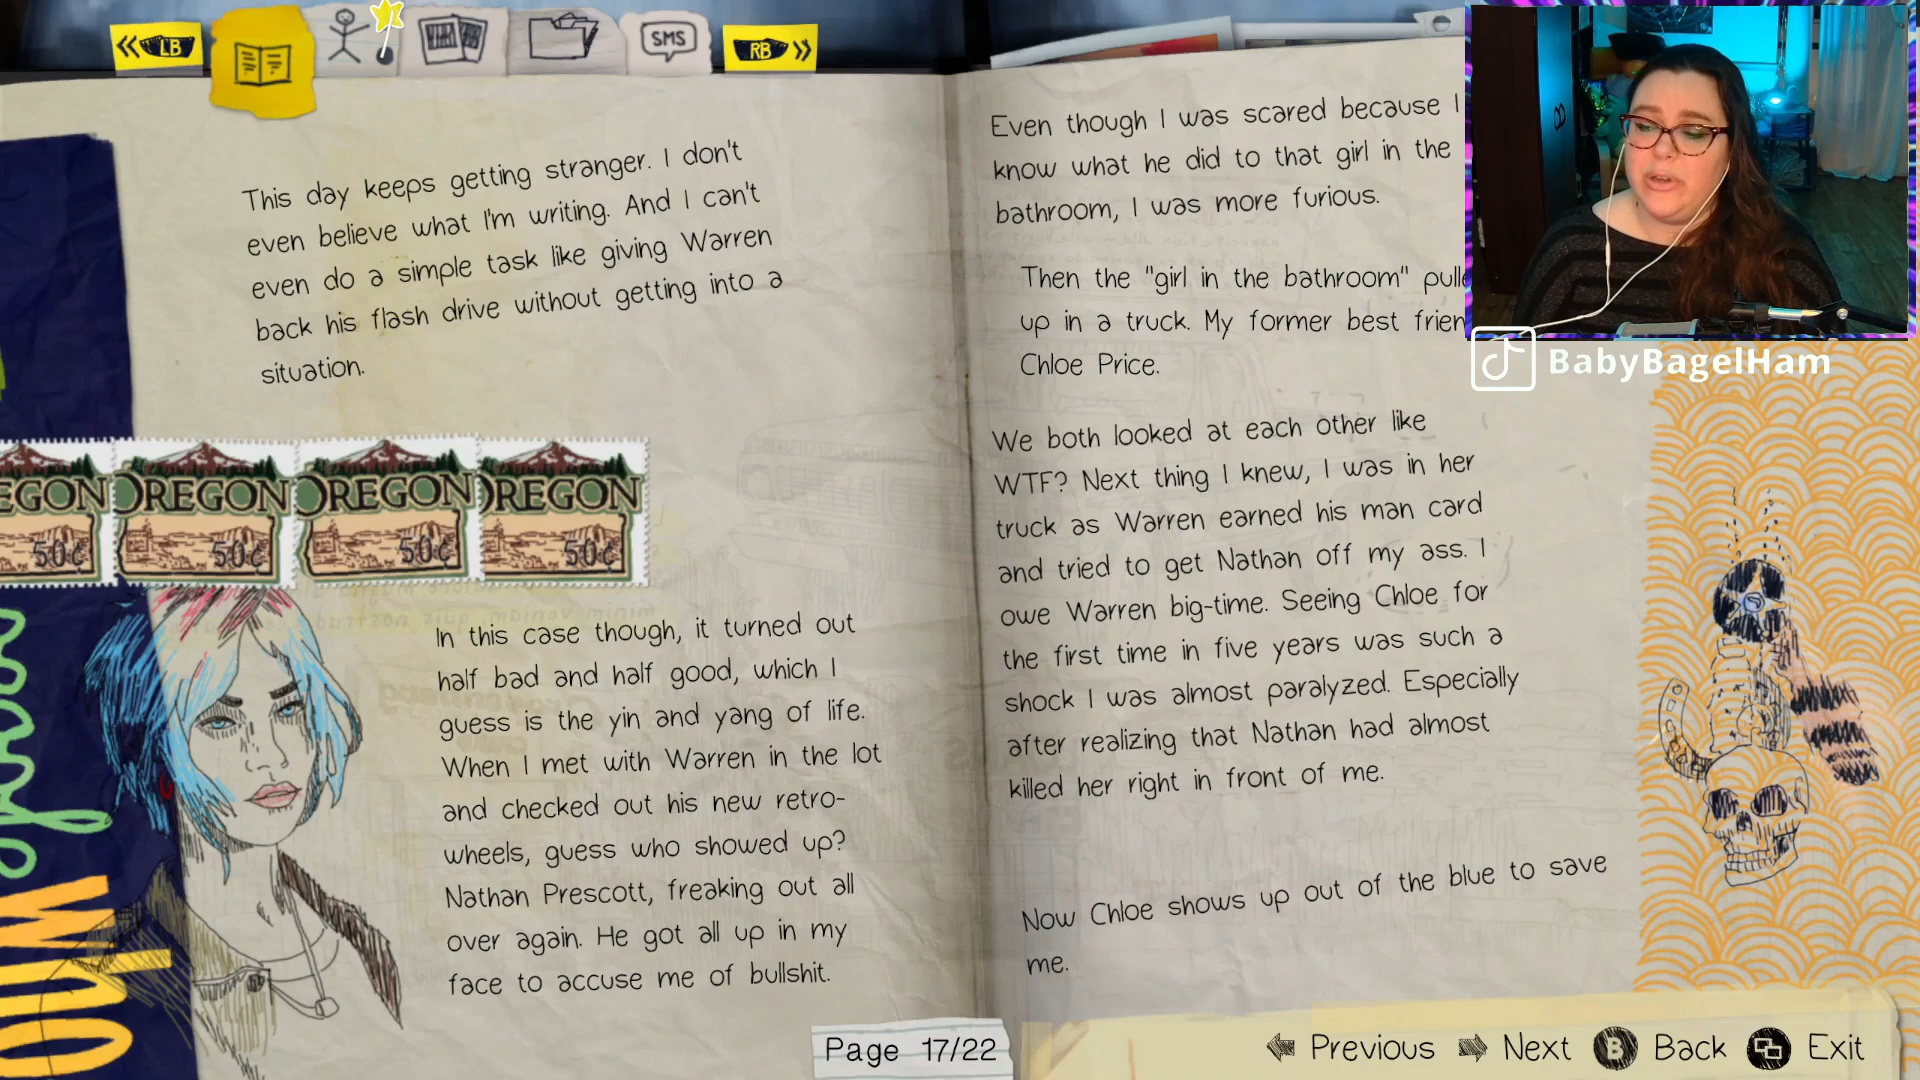 LB
SMS
RB
This day keeps getting stranger. I don't
even believe what I'm writing. And I can't
even do a simple task like giving Warren
back his flash drive without getting into a
situation.
EGON OREGON OREGON OREGON
50¢ 50¢ 50¢ 50¢
In this case though, it turned out
half bad and half good, which I
guess is the yin and yang of life.
When I met with Warren in the lot
and checked out his new retro-
wheels, guess who showed up?
Nathan Prescott, freaking out all
over again. He got all up in my
face to accuse me of bullshit.
who
Even though I was scared because I
know what he did to that girl in the
bathroom, I was more furious.
Then the "girl in the bathroom" pull
up in a truck. My former best frien
Chloe Price.
We both looked at each other like
WTF? Next thing I knew, I was in her
truck as Warren earned his man card
and tried to get Nathan off my ass. I
owe Warren big-time. Seeing Chloe for
the first time in five years was such a
shock I was almost paralyzed. Especially
after realizing that Nathan had almost
killed her right in front of me.
Now Chloe shows up out of the blue to save
me.
BabyBagelHam
Page 17/22
Previous Next B Back Exit